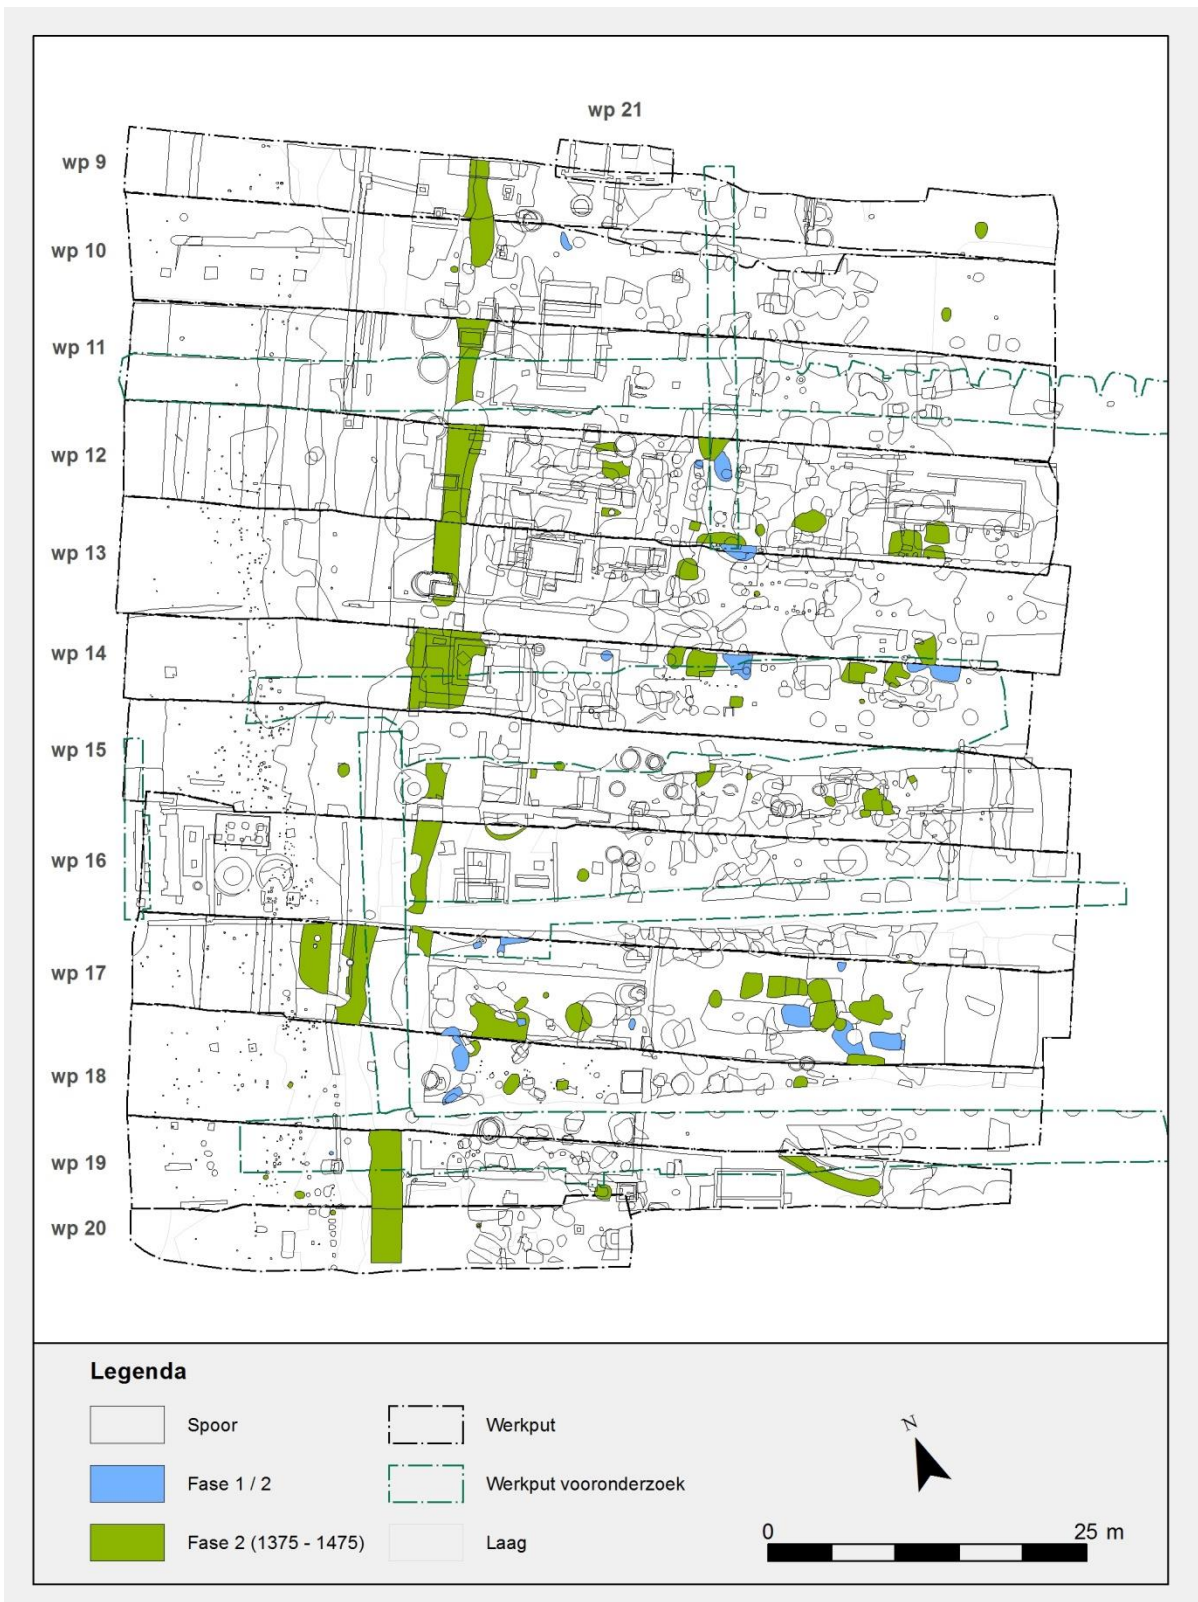 wp 21
wp 9
wp 10
wp 11
wp 12
wp 13
wp 14
wp 15
wp 16
wp 17
wp 18
wp 19
wp 20
Legenda
Spoor
Werkput
Fase 1 / 2
Werkput vooronderzoek
Fase 2 (1375 - 1475)
Laag
N
0 25 m